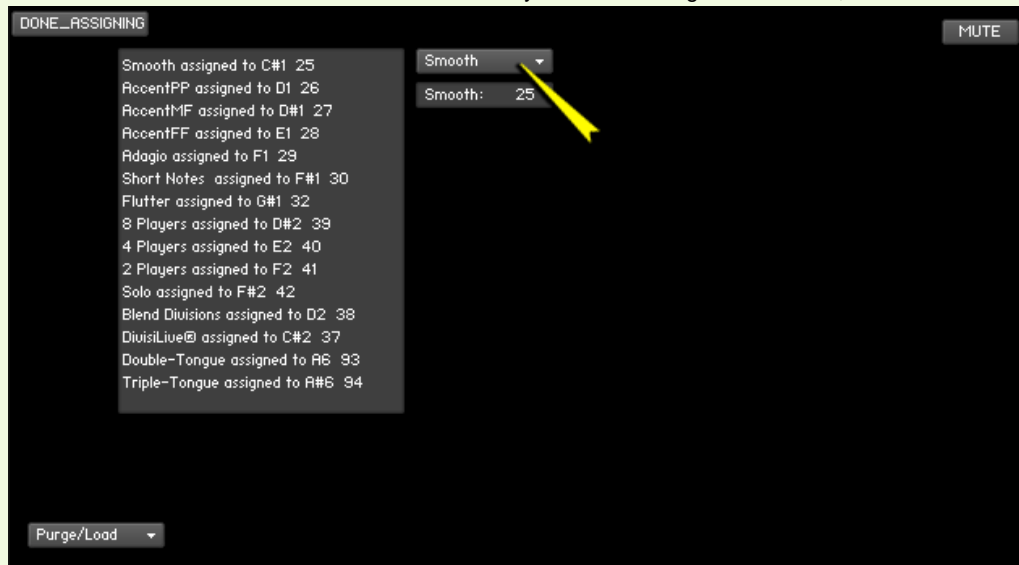 DONE_ASSIGNING
MUTE
Smooth assigned to C#1 25
AccentPP assigned to D1 26
AccentMF assigned to D#1 27
AccentFF assigned to E1 28
Adagio assigned to F1 29
Short Notes assigned to F#1 30
Flutter assigned to G#1 32
8 Players assigned to D#2 39
4 Players assigned to E2 40
2 Players assigned to F2 41
Solo assigned to F#2 42
Blend Divisions assigned to D2 38
DivisiLive® assigned to C#2 37
Double-Tongue assigned to A6 93
Triple-Tongue assigned to A#6 94
Smooth
Smooth: 25
Purge/Load